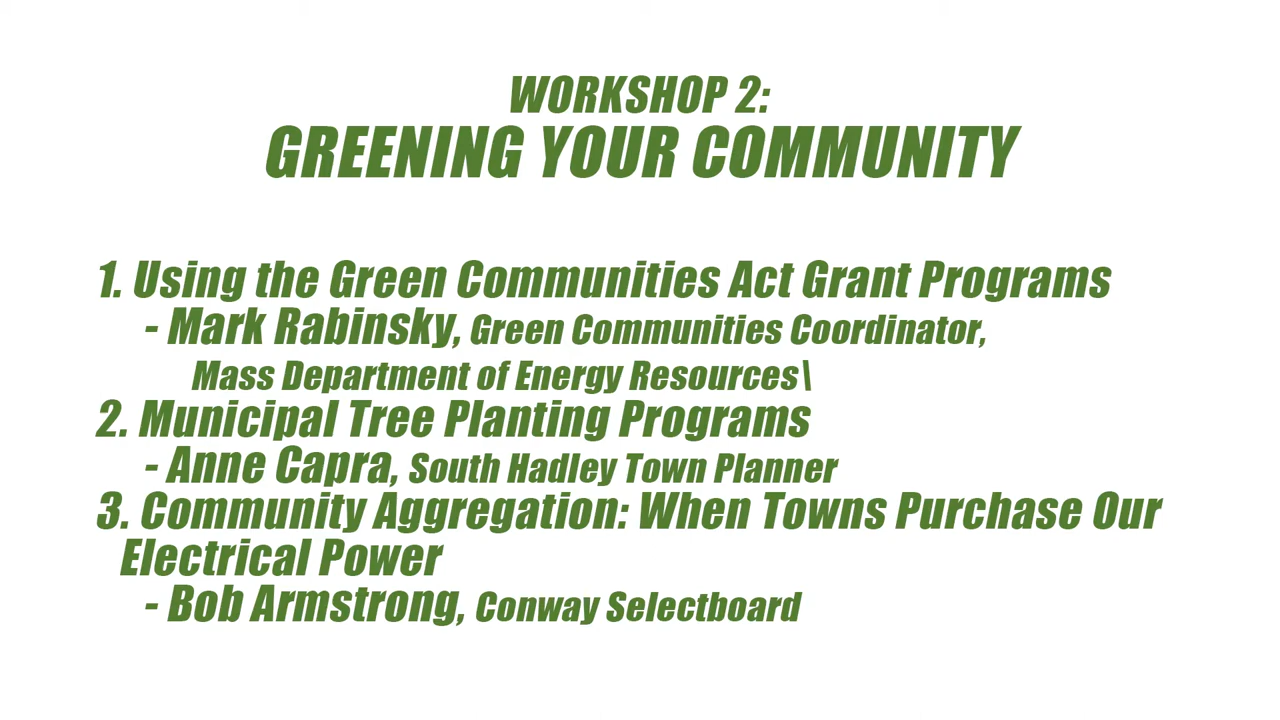 WORKSHOP 2:
GREENING YOUR COMMUNITY
1. Using the Green Communities Act Grant Programs
- Mark Rabinsky, Green Communities Coordinator,
Mass Department of Energy Resources\
2. Municipal Tree Planting Programs
- Anne Capra, South Hadley Town Planner
3. Community Aggregation: When Towns Purchase Our
Electrical Power
- Bob Armstrong, Conway Selectboard